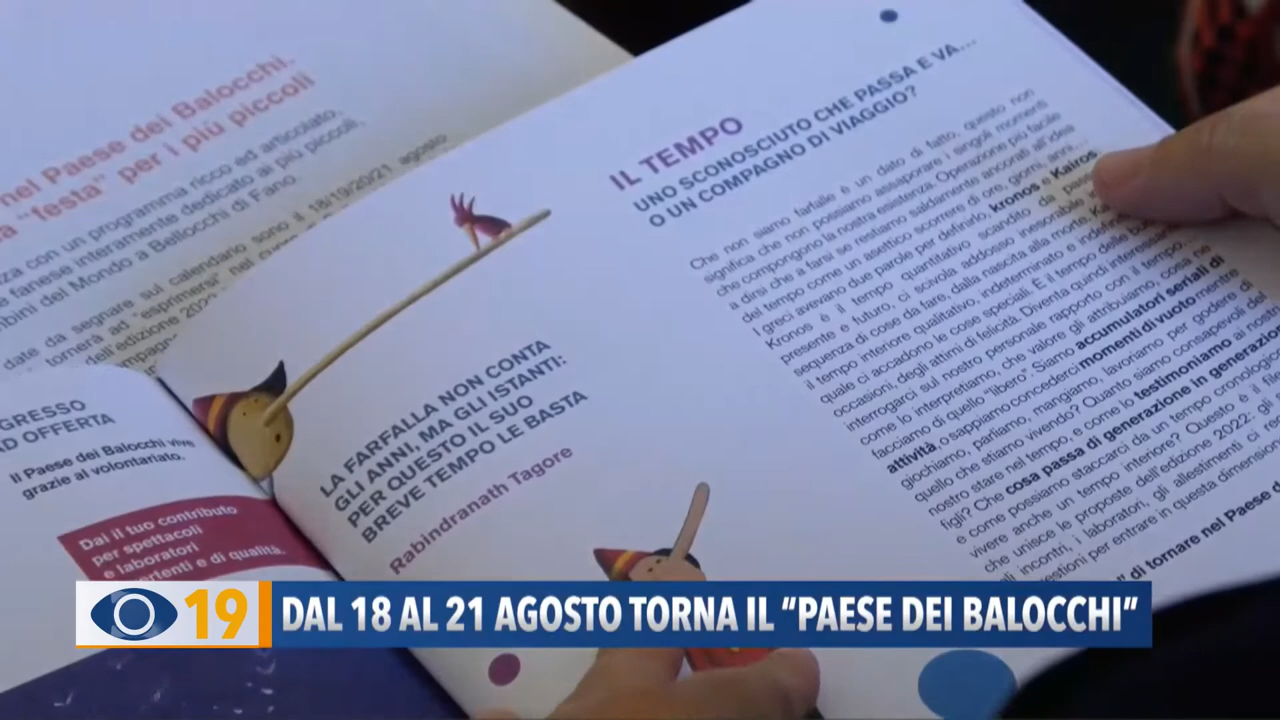 nel Paese dei Balocchi.
"festa" per i più piccoli
con un programma ricco ed articolato,
fanese interamente dedicato ai più piccoli,
del Mondo a Bellocchi di Fano.
date da segnare sul calendario sono il 18/19/20/21 agosto
tornerà ad "esprimersi" nel
dell'edizione
AD OFFERTA
Il Paese dei Balocchi vive
grazie al volontariato.
Dai il tuo contributo
per spettacoli
e laboratori
e di qualità.
LA FARFALLA NON CONTA
GLI ANNI, MA GLI ISTANTI:
PER QUESTO IL SUO
BREVE TEMPO LE BASTA
Rabindranath Tagore
IL TEMPO
UNO SCONOSCIUTO CHE PASSA E VA...
O UN COMPAGNO DI VIAGGIO?
Che non siamo farfalle è un dato di fatto, questo non
significa che non possiamo assaporare i singoli momenti
che compongono la nostra esistenza. Operazione più facile
a dirsi che a farsi se restiamo saldamente ancorati all'idea
del tempo come un asettico scorrere di ore, giorni, anni...
I greci avevano due parole per definirlo, kronos e Kairos
Kronos è il tempo quantitativo scandito da
presente e futuro, ci scivola addosso inesorabile
sequenza di cose da fare, dalla nascita alla morte.
il tempo interiore qualitativo, indeterminato e
quale ci accadono le cose speciali. È il tempo delle
occasioni, degli attimi di felicità. Diventa quindi
interrogarci sul nostro personale rapporto con il tempo...
come lo interpretiamo, che valore gli attribuiamo, cosa ne
facciamo di quello "libero". Siamo accumulatori seriali di
attività, o sappiamo concederci momenti di vuoto mentre
giochiamo, parliamo, mangiamo, lavoriamo per godere di
quello che stiamo vivendo? Quanto siamo consapevoli del
nostro stare nel tempo, e come lo testimoniamo ai nostri
figli? Che cosa passa di generazione in generazione
e come possiamo staccarci da un tempo cronologico
vivere anche un tempo interiore? Questo è il
che unisce le proposte dell'edizione 2022: gli
incontri, i laboratori, gli allestimenti ci
per entrare in questa dimensione
di tornare nel Paese
19 DAL 18 AL 21 AGOSTO TORNA IL "PAESE DEI BALOCCHI"